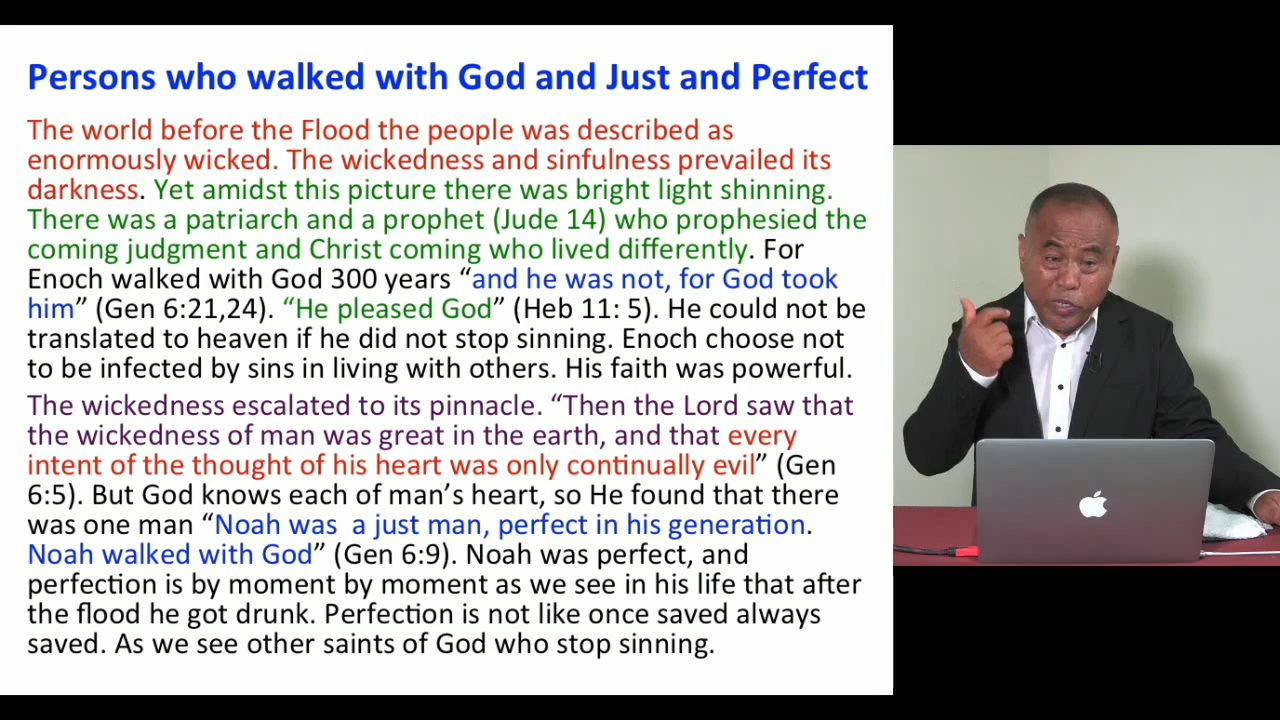 Persons who walked with God and Just and Perfect
The world before the Flood the people was described as
enormously wicked. The wickedness and sinfulness prevailed its
darkness. Yet amidst this picture there was bright light shinning.
There was a patriarch and a prophet (Jude 14) who prophesied the
coming judgment and Christ coming who lived differently. For
Enoch walked with God 300 years “and he was not, for God took
him” (Gen 6:21,24). “He pleased God” (Heb 11: 5). He could not be
translated to heaven if he did not stop sinning. Enoch choose not
to be infected by sins in living with others. His faith was powerful.
The wickedness escalated to its pinnacle. “Then the Lord saw that
the wickedness of man was great in the earth, and that every
intent of the thought of his heart was only continually evil” (Gen
6:5). But God knows each of man’s heart, so He found that there
was one man “Noah was  a just man, perfect in his generation.
Noah walked with God” (Gen 6:9). Noah was perfect, and
perfection is by moment by moment as we see in his life that after
the flood he got drunk. Perfection is not like once saved always
saved. As we see other saints of God who stop sinning.